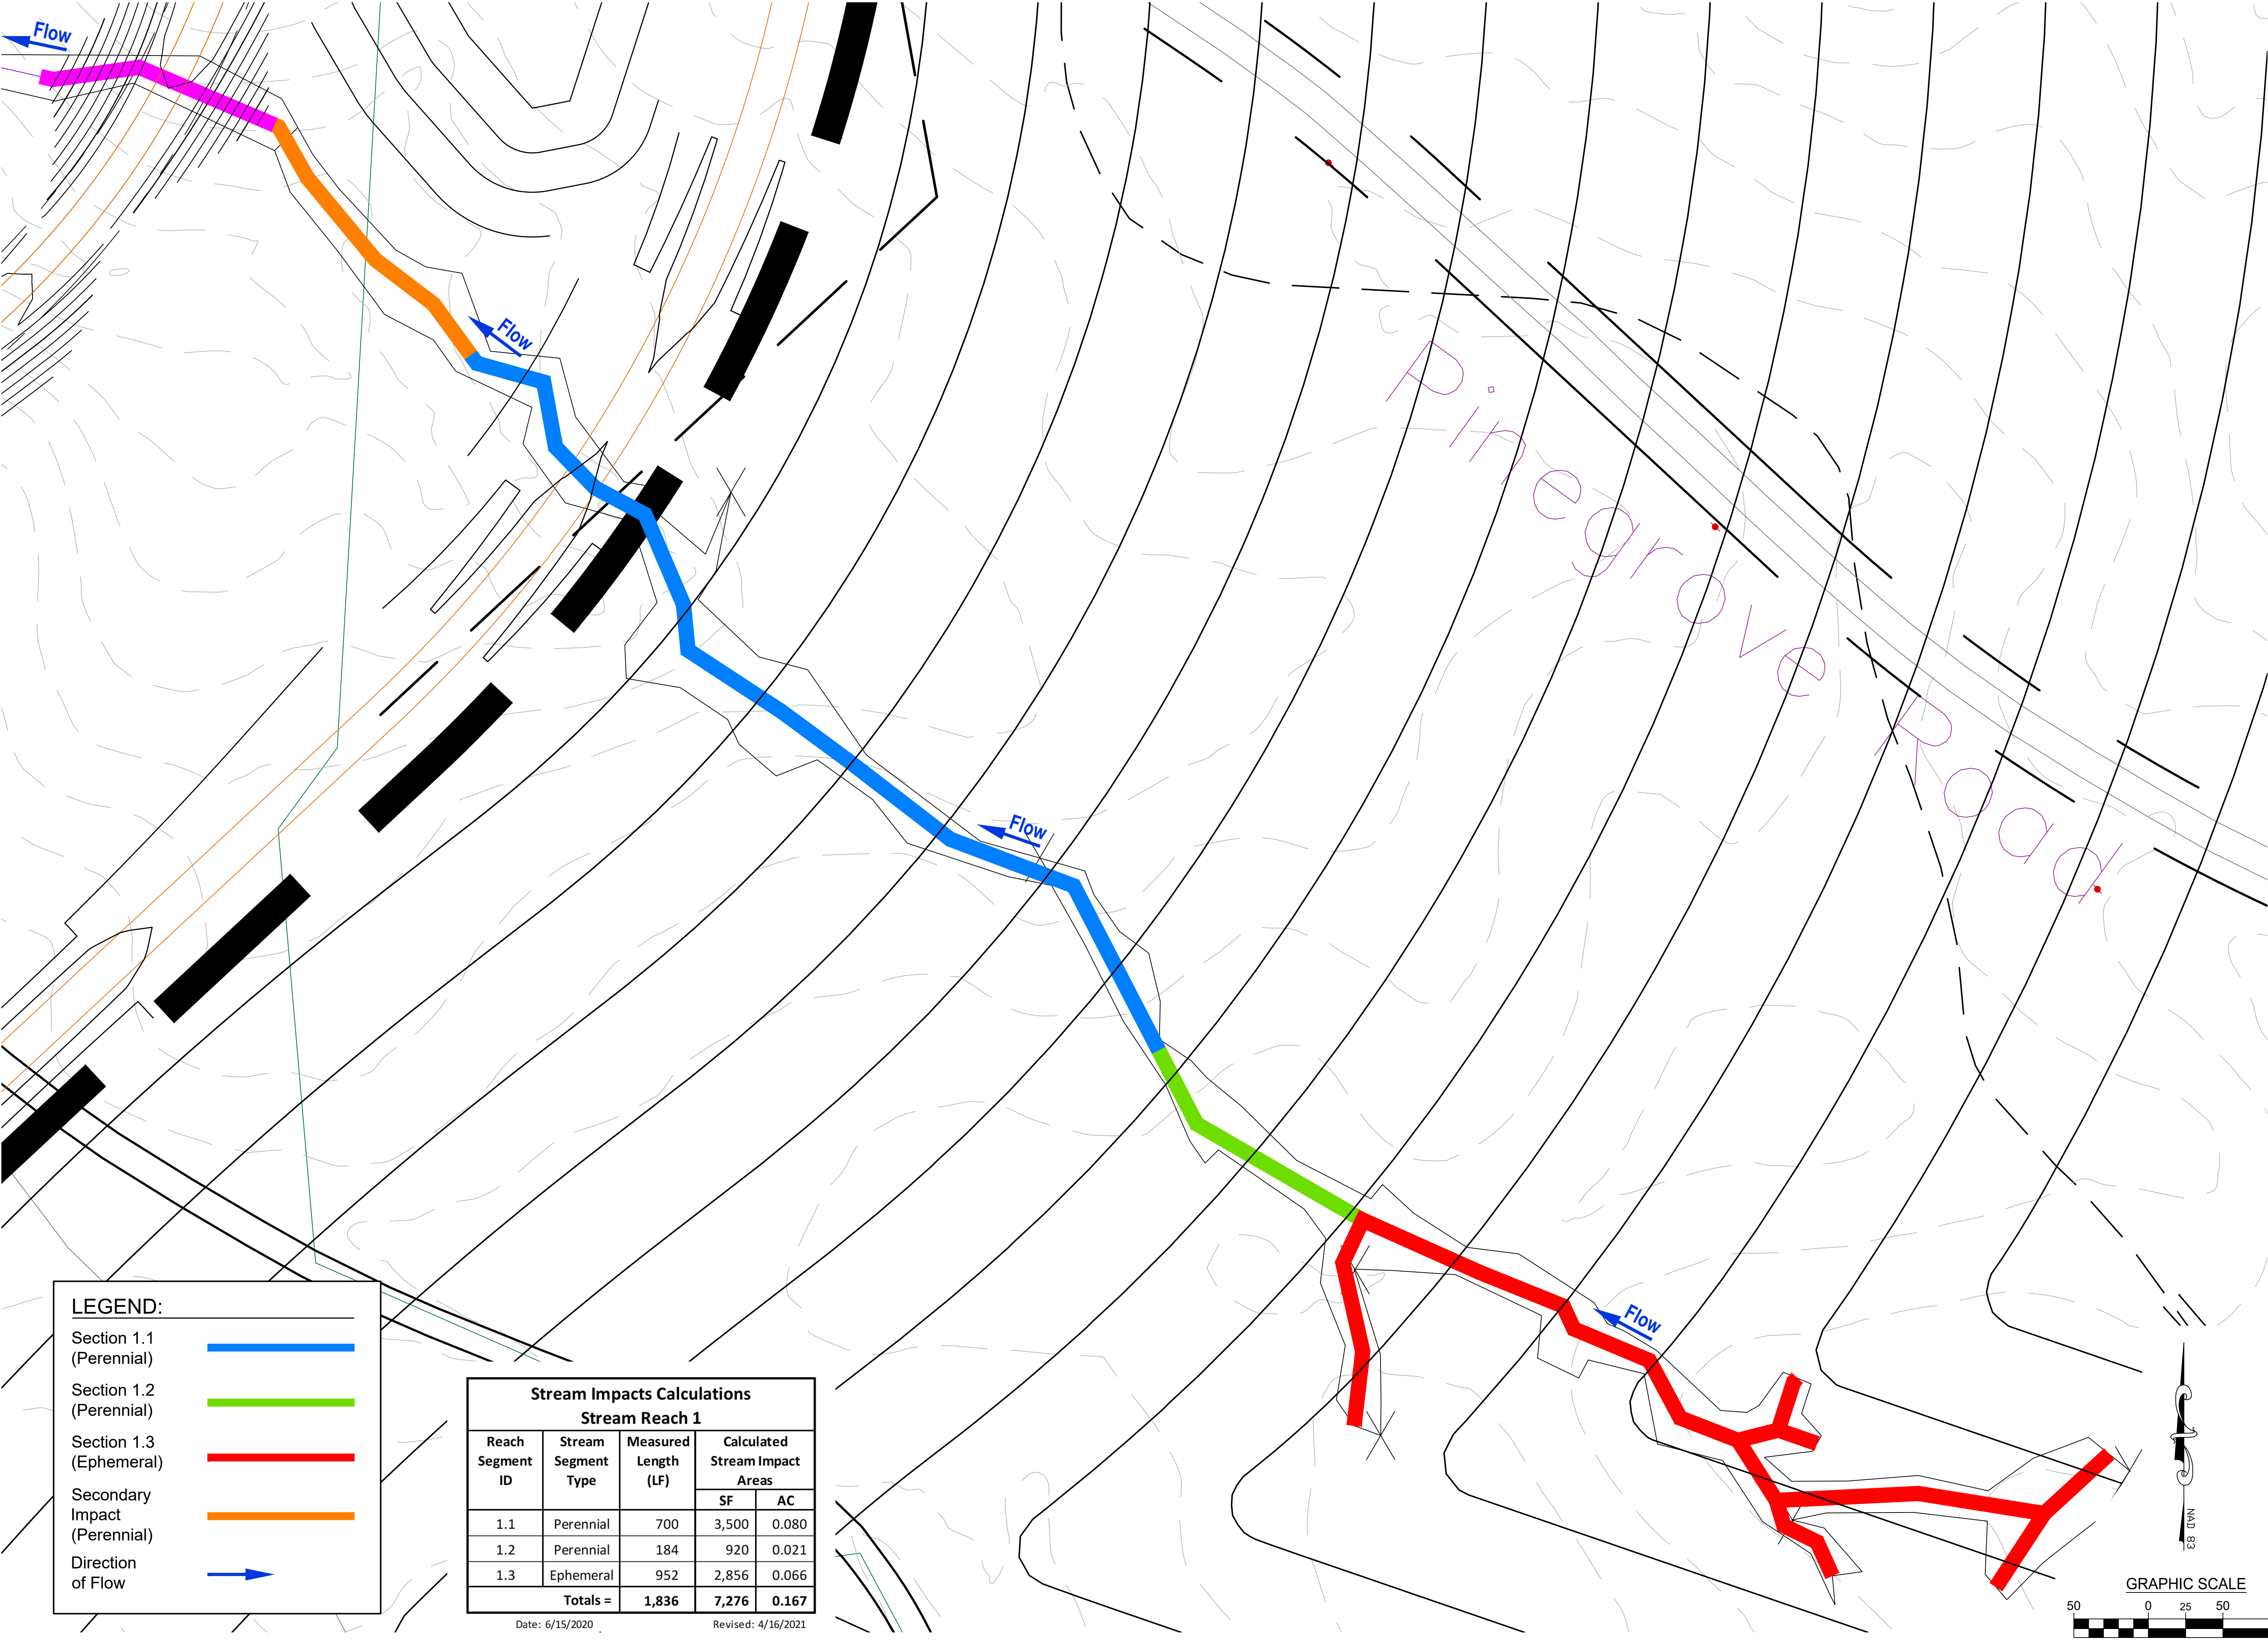 Flow
Flow
Pinegrove Road
Flow
Flow
LEGEND:
Section 1.1
(Perennial)
Section 1.2
(Perennial)
Section 1.3
(Ephemeral)
Secondary
Impact
(Perennial)
Direction
of Flow
Stream Impacts Calculations
Stream Reach 1
Reach Stream Measured Calculated
Segment Segment Length Stream Impact
ID Type (LF) Areas
SF AC
1.1 Perennial 700 3,500 0.080
1.2 Perennial 184 920 0.021
1.3 Ephemeral 952 2,856 0.066
Totals = 1,836 7,276 0.167
Date: 6/15/2020 Revised: 4/16/2021
NAD 83
GRAPHIC SCALE
50 0 25 50